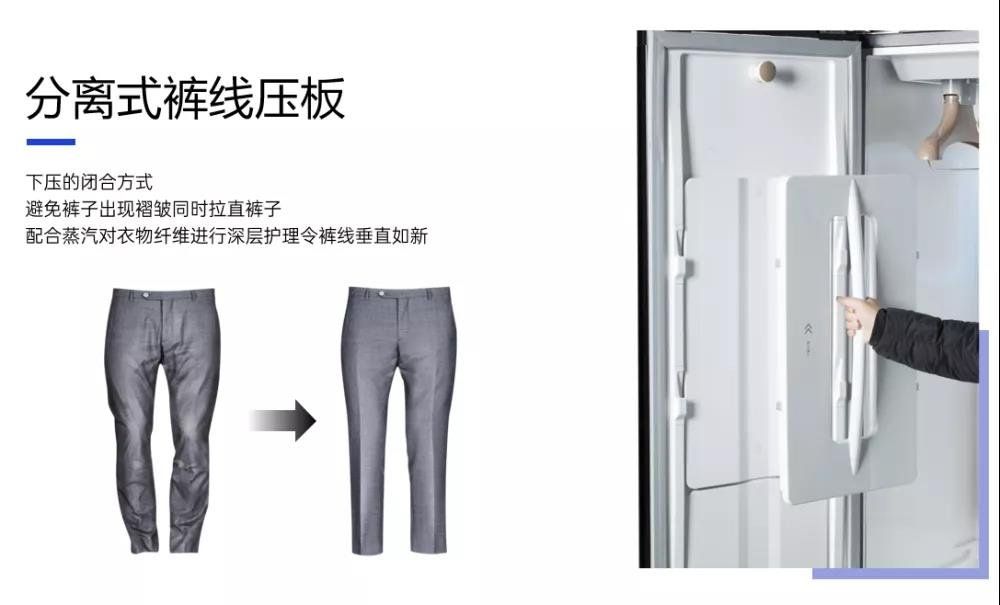 分离式裤线压板
下压的闭合方式
避免裤子出现褶皱同时拉直裤子
配合蒸汽对衣物纤维进行深层护理令裤线垂直如新